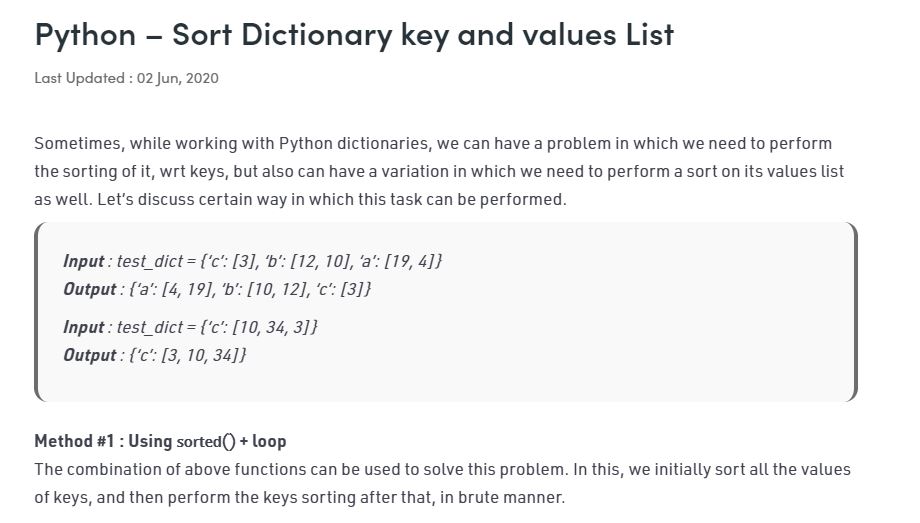 Python – Sort Dictionary key and values List
Last Updated : 02 Jun, 2020
Sometimes, while working with Python dictionaries, we can have a problem in which we need to perform
the sorting of it, wrt keys, but also can have a variation in which we need to perform a sort on its values list
as well. Let’s discuss certain way in which this task can be performed.
Input : test_dict = {‘c’: [3], ‘b’: [12, 10], ‘a’: [19, 4]}
Output : {‘a’: [4, 19], ‘b’: [10, 12], ‘c’: [3]}
Input : test_dict = {‘c’: [10, 34, 3]}
Output : {‘c’: [3, 10, 34]}
Method #1 : Using sorted() + loop
The combination of above functions can be used to solve this problem. In this, we initially sort all the values
of keys, and then perform the keys sorting after that, in brute manner.